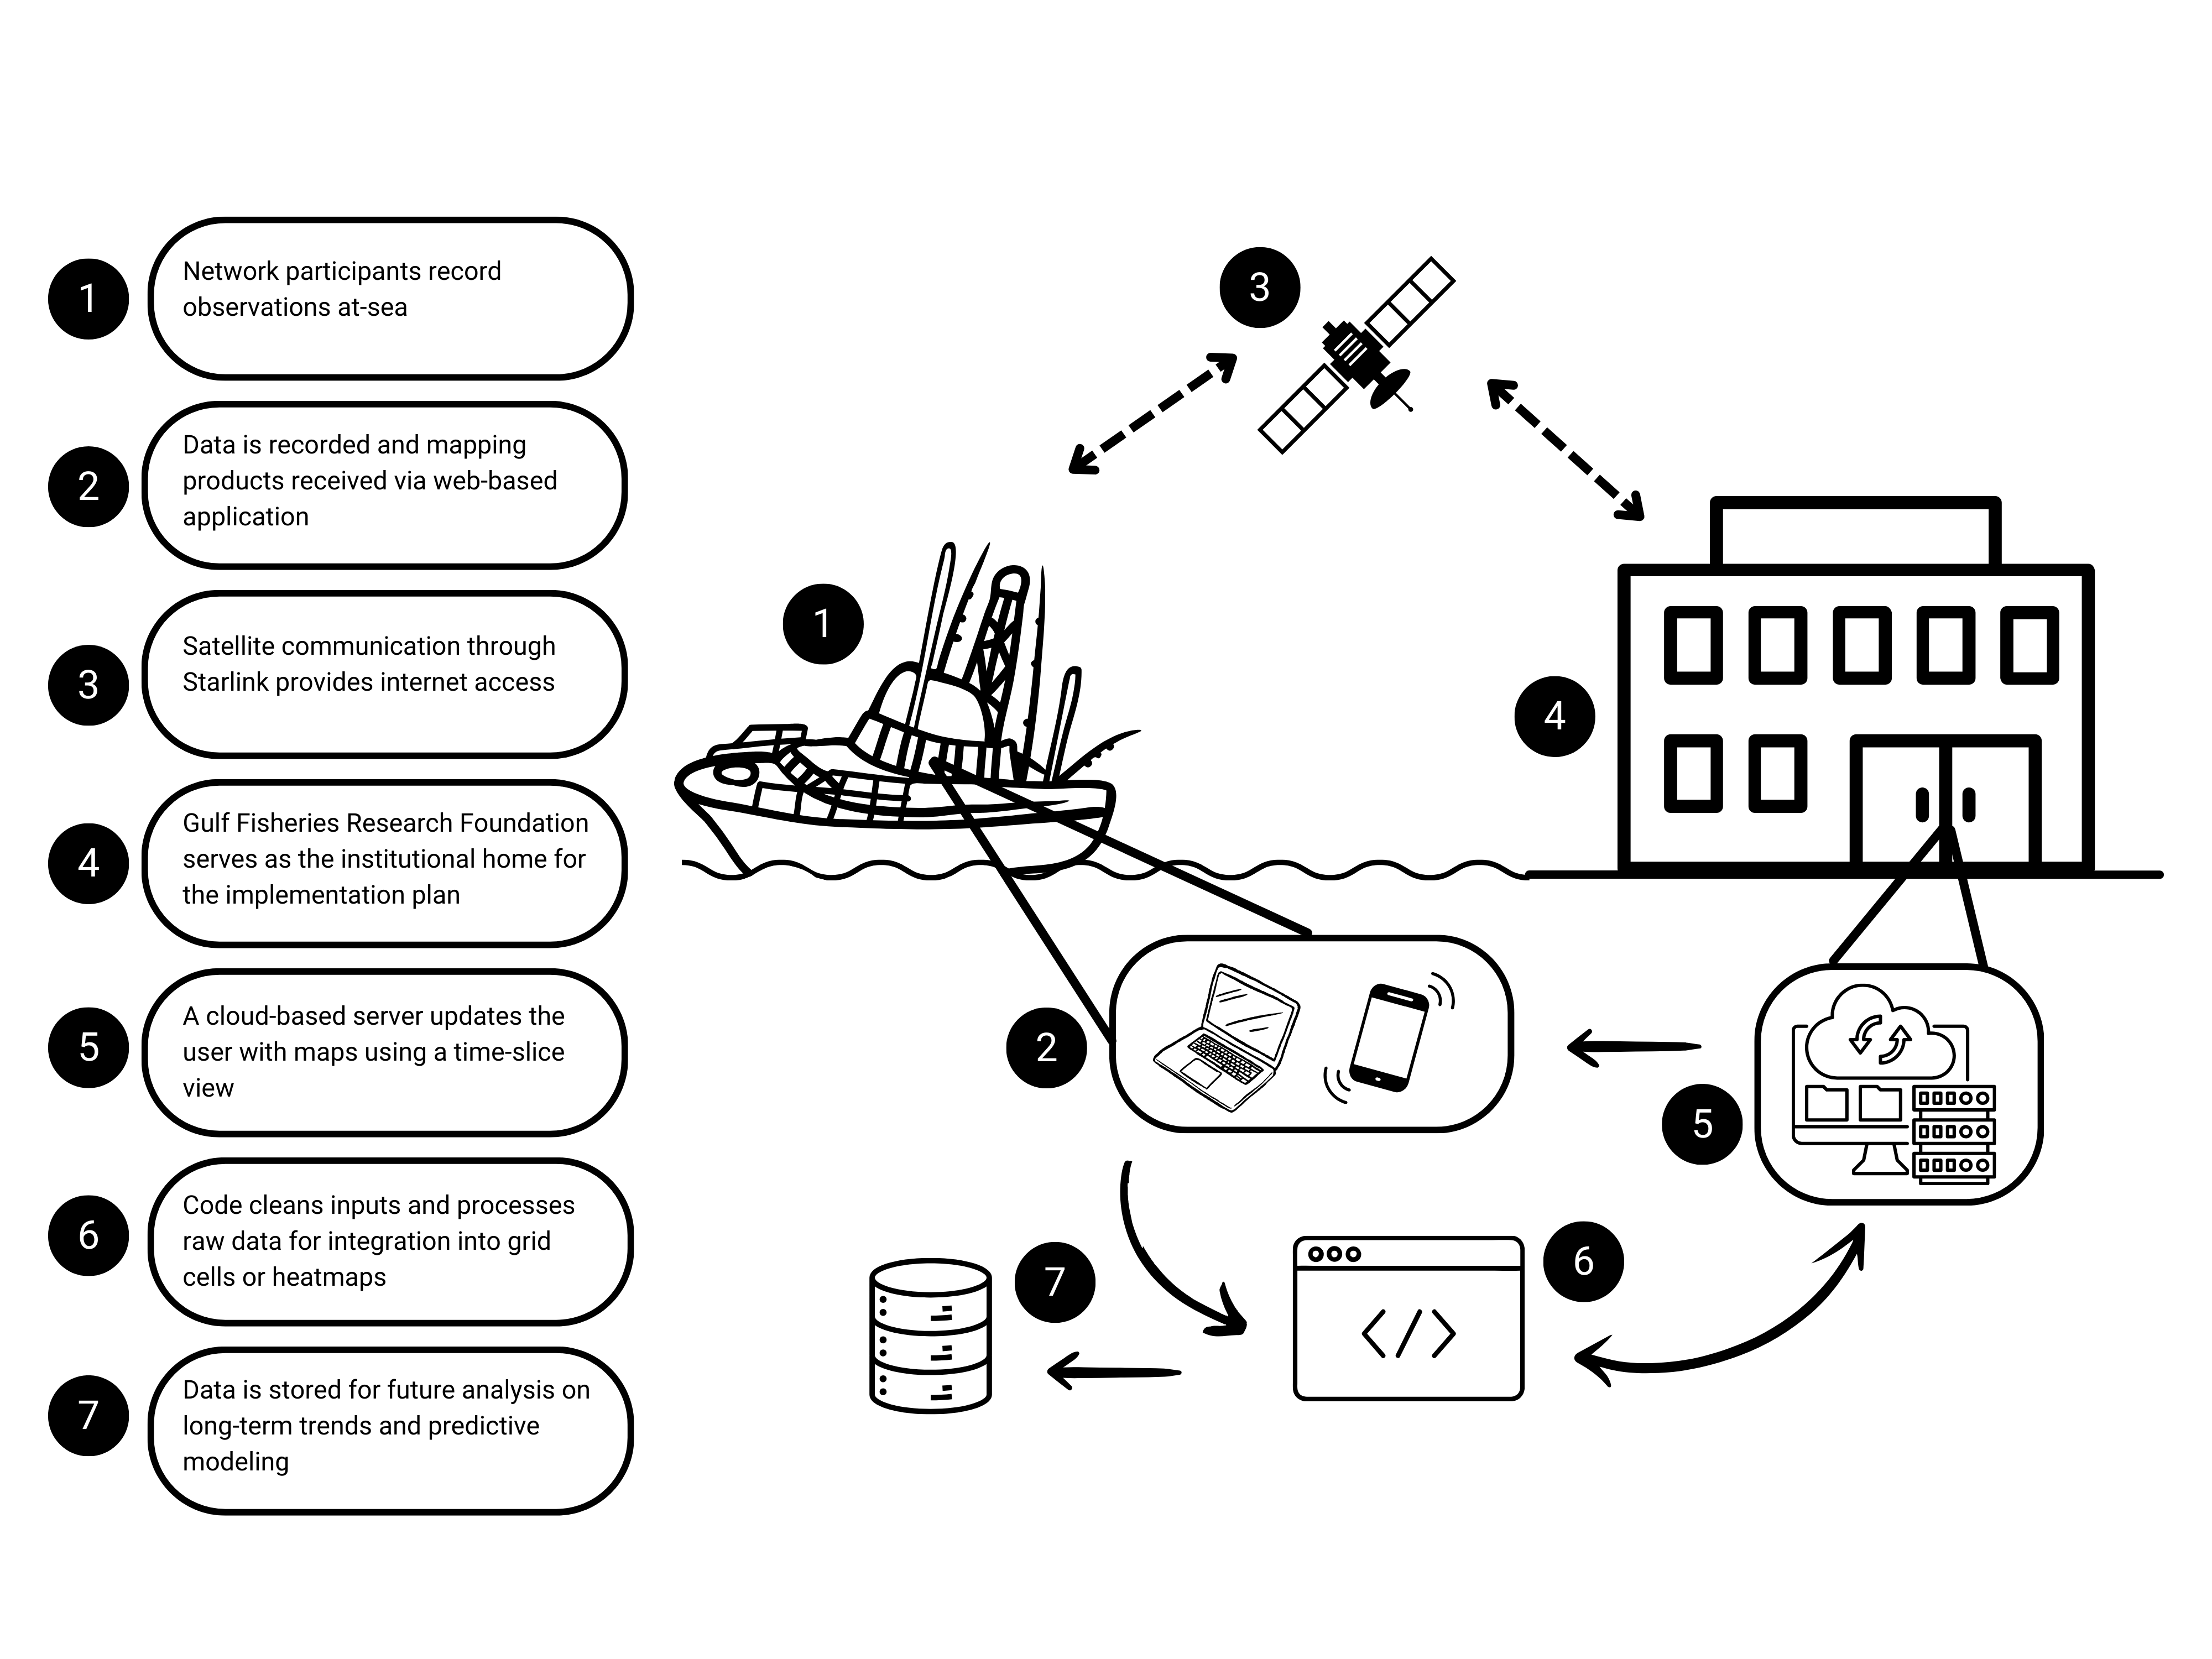 1
Network participants record
observations at-sea
2
Data is recorded and mapping
products received via web-based
application
3
Satellite communication through
Starlink provides internet access
4
Gulf Fisheries Research Foundation
serves as the institutional home for
the implementation plan
5
A cloud-based server updates the
user with maps using a time-slice
view
6
Code cleans inputs and processes
raw data for integration into grid
cells or heatmaps
7
Data is stored for future analysis on
long-term trends and predictive
modeling
3
1
4
2
5
6
7
</>